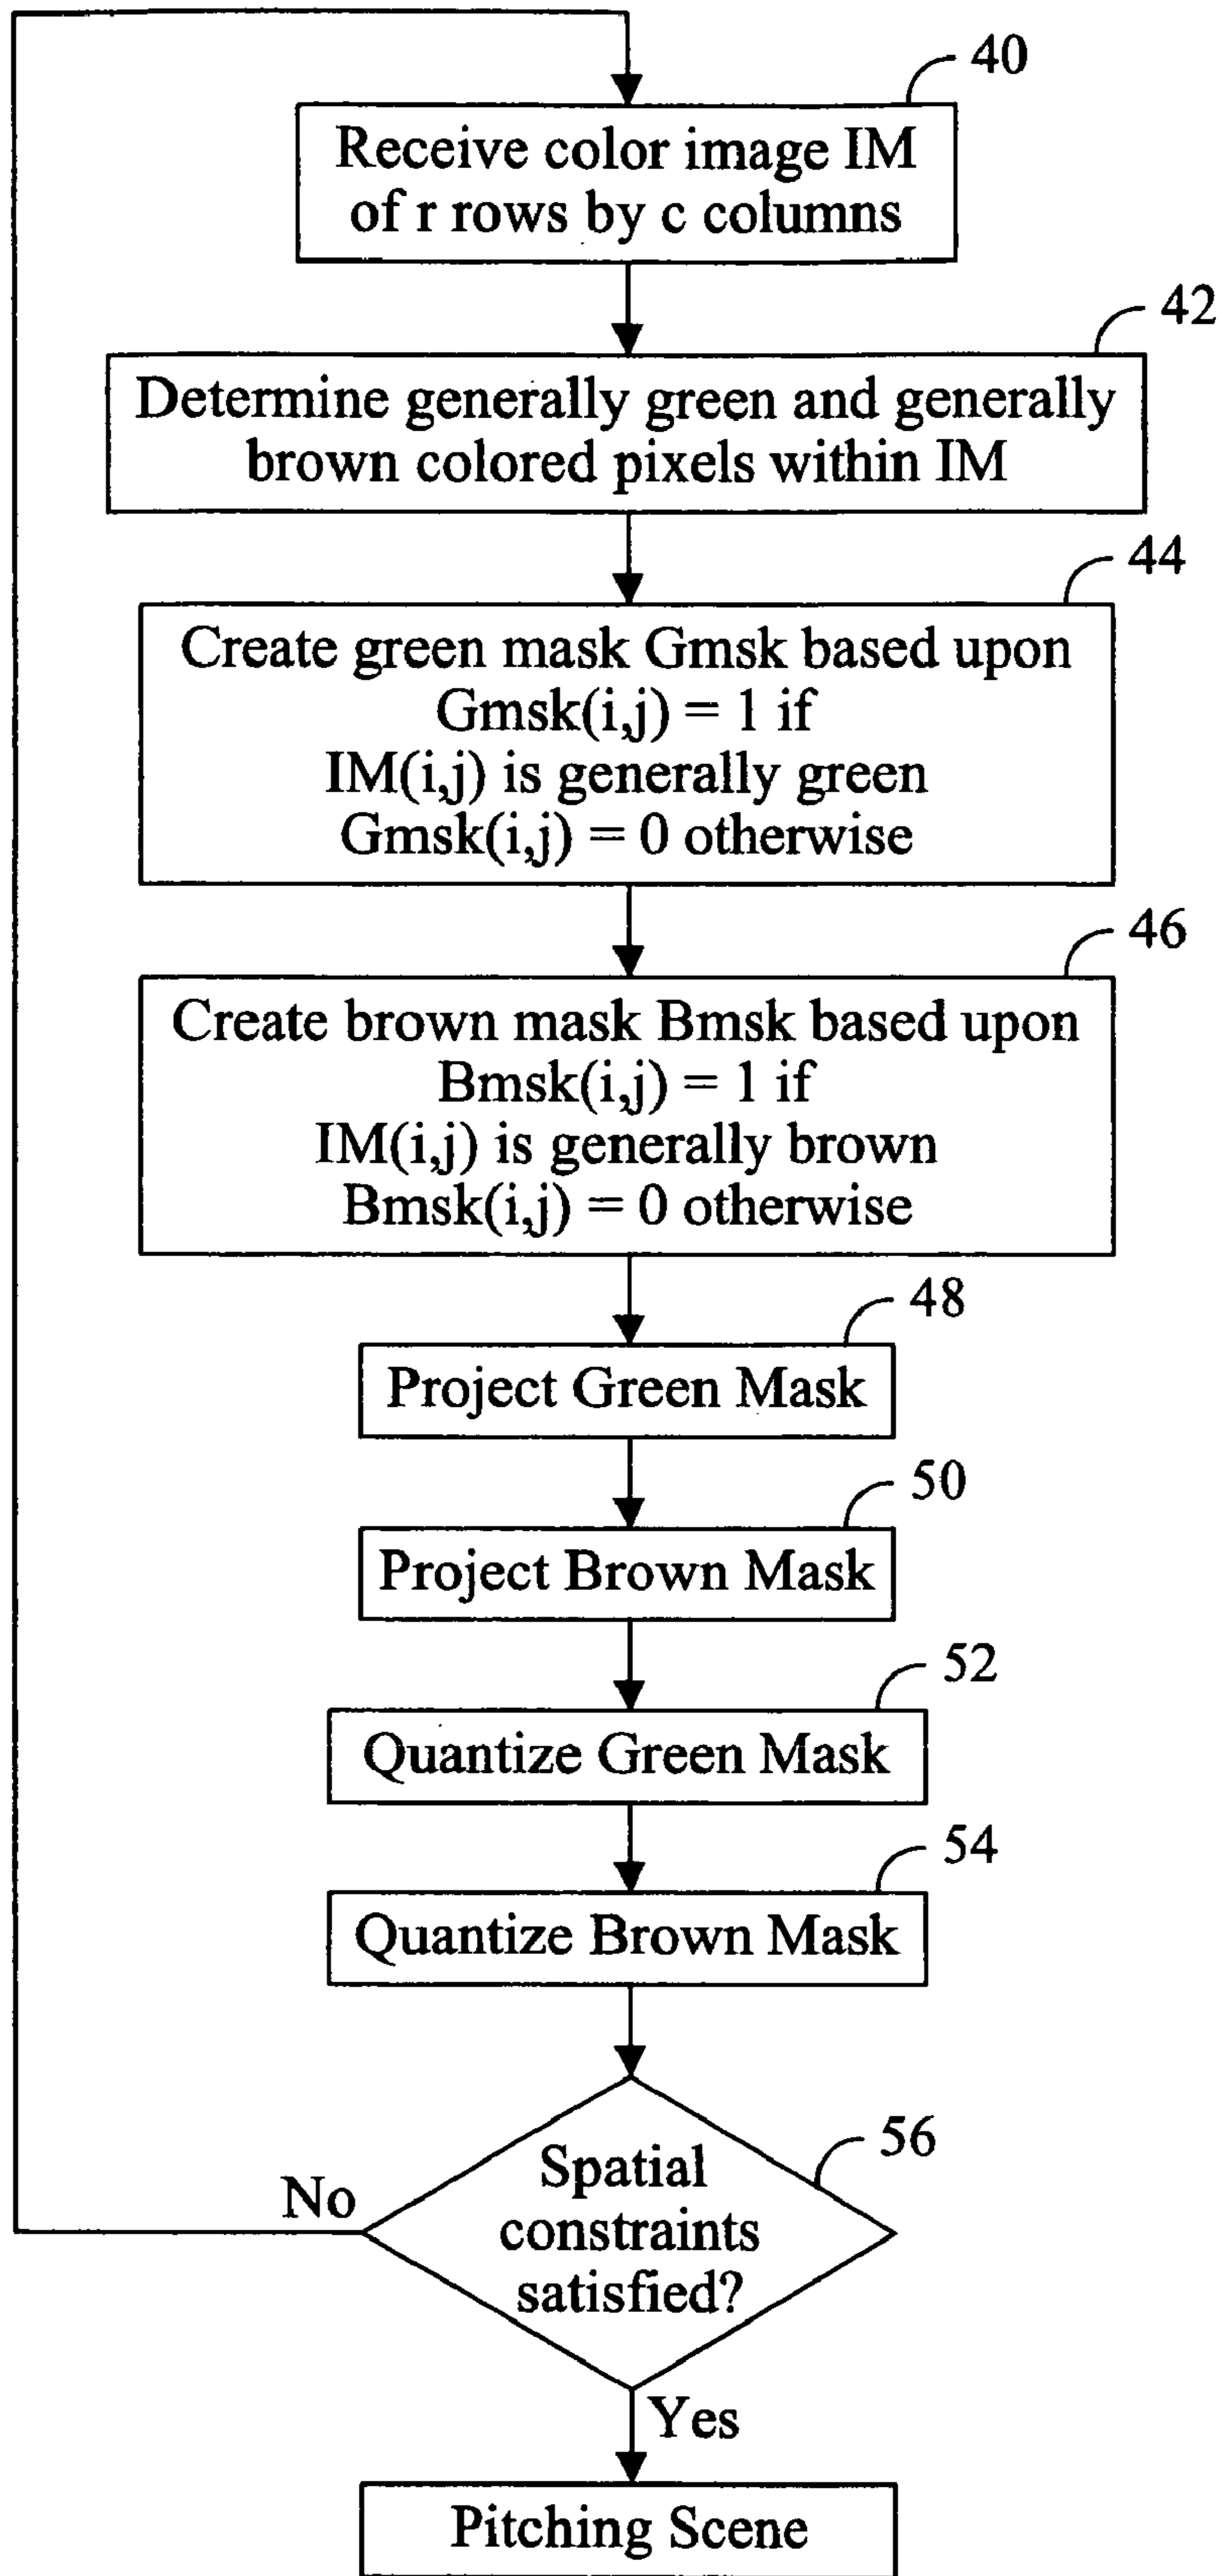 40
Receive color image IM
of r rows by c columns
42
Determine generally green and generally
brown colored pixels within IM
44
Create green mask Gmsk based upon
Gmsk(i,j) = 1 if
IM(i,j) is generally green
Gmsk(i,j) = 0 otherwise
46
Create brown mask Bmsk based upon
Bmsk(i,j) = 1 if
IM(i,j) is generally brown
Bmsk(i,j) = 0 otherwise
48
Project Green Mask
50
Project Brown Mask
52
Quantize Green Mask
54
Quantize Brown Mask
56
Spatial
constraints
satisfied?
No
Yes
Pitching Scene